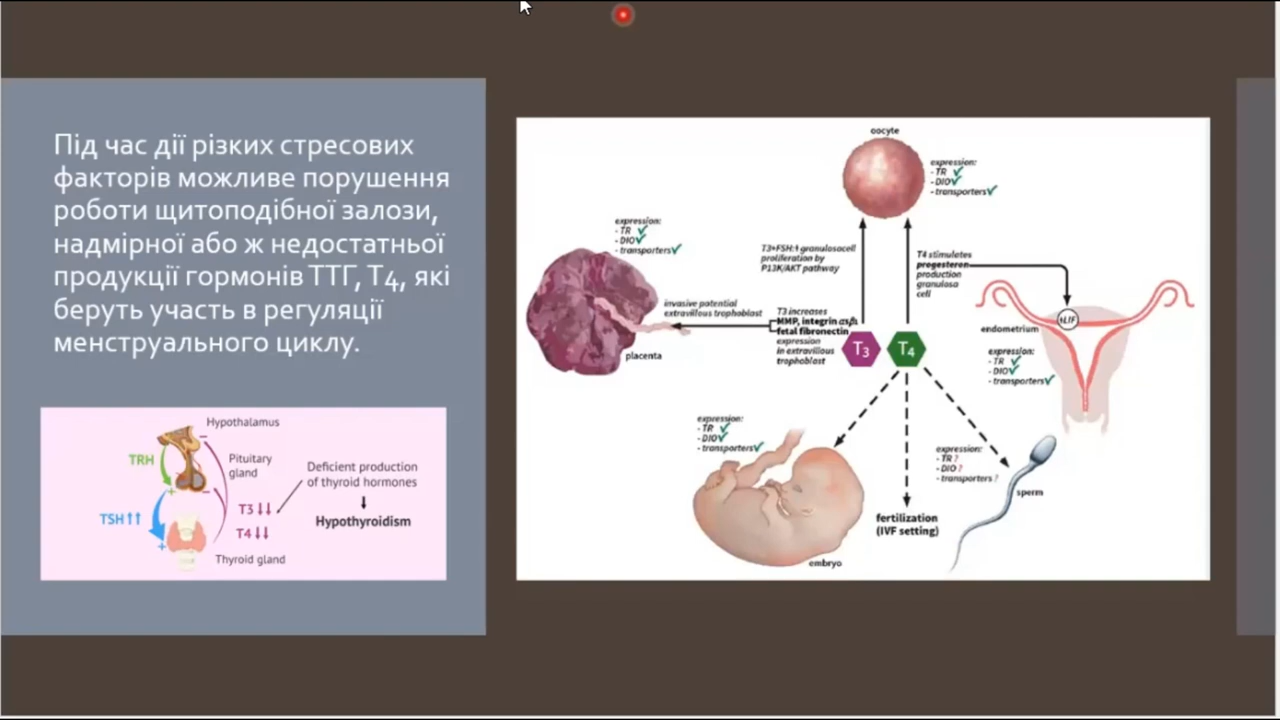 Під час дії різких стресових
факторів можливе порушення
роботи щитоподібної залози,
надмірної або ж недостатньої
продукції гормонів ТТГ, Т4, які
беруть участь в регуляції
менструального циклу.
Hypothalamus
TRH
Pituitary
gland
Deficient production
of thyroid hormones
TSH↑↑
T3↓↓
T4↓↓
Hypothyroidism
Thyroid gland
oocyte
expression:
- TR ✓
- DIO ✓
- transporters ✓
expression:
- TR ✓
- DIO ✓
- transporters ✓
T3+FSH:↑ granulosacell
proliferation by
P13K/AKT pathway
T4 stimulates
progesteren
production
granulosa
cell
invasive potential
extravillous trophoblast
T3 increases
MMP, integrin α5β1
fetal fibronectin
expression
in extravillous
trophoblast
placenta
T3
T4
endometrium
LIF
expression:
- TR ✓
- DIO ✓
- transporters ✓
expression:
- TR ✓
- DIO ✓
- transporters ✓
expression:
- TR ?
- DIO ?
- transporters ?
sperm
fertilization
(IVF setting)
embryo